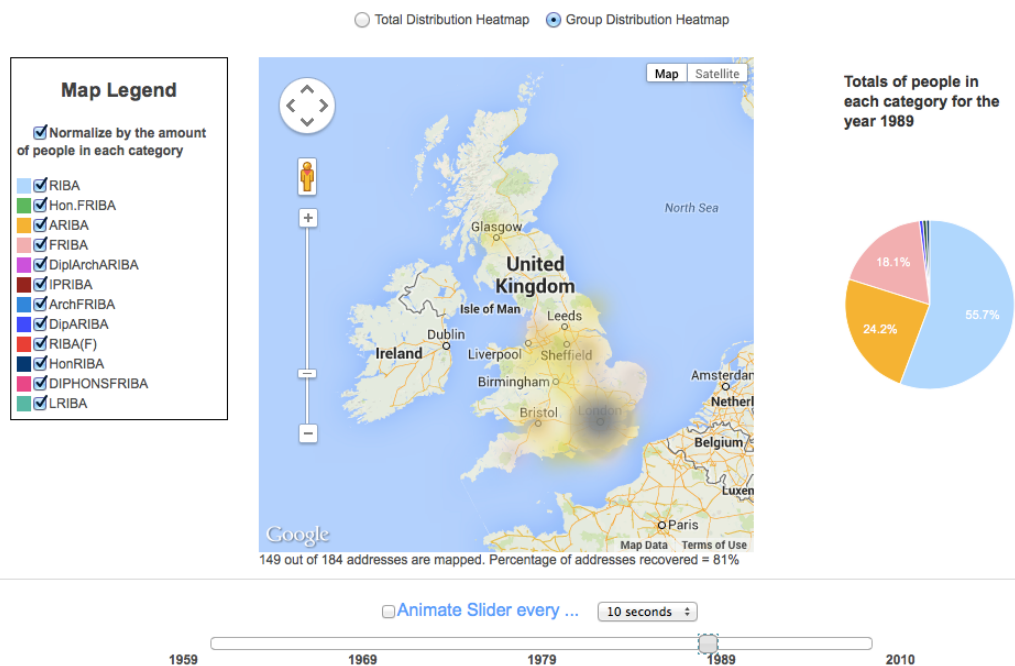 Total Distribution Heatmap
Group Distribution Heatmap
Map Legend
Normalize by the amount
of people in each category
RIBA
Hon.FRIBA
ARIBA
FRIBA
DiplArchARIBA
IPRIBA
ArchFRIBA
DipARIBA
RIBA(F)
HonRIBA
DIPHONSFRIBA
LRIBA
Map
Satellite
North Sea
Glasgow
United
Kingdom
Isle of Man
Leeds
Dublin
Ireland
Liverpool
Sheffield
Birmingham
Amsterdan
Netherl
Bristol
London
Belgium
Luxen
Paris
Google
Map Data
Terms of Use
149 out of 184 addresses are mapped. Percentage of addresses recovered = 81%
Totals of people in
each category for the
year 1989
18.1%
55.7%
24.2%
Animate Slider every ...
10 seconds
1959
1969
1979
1989
2010